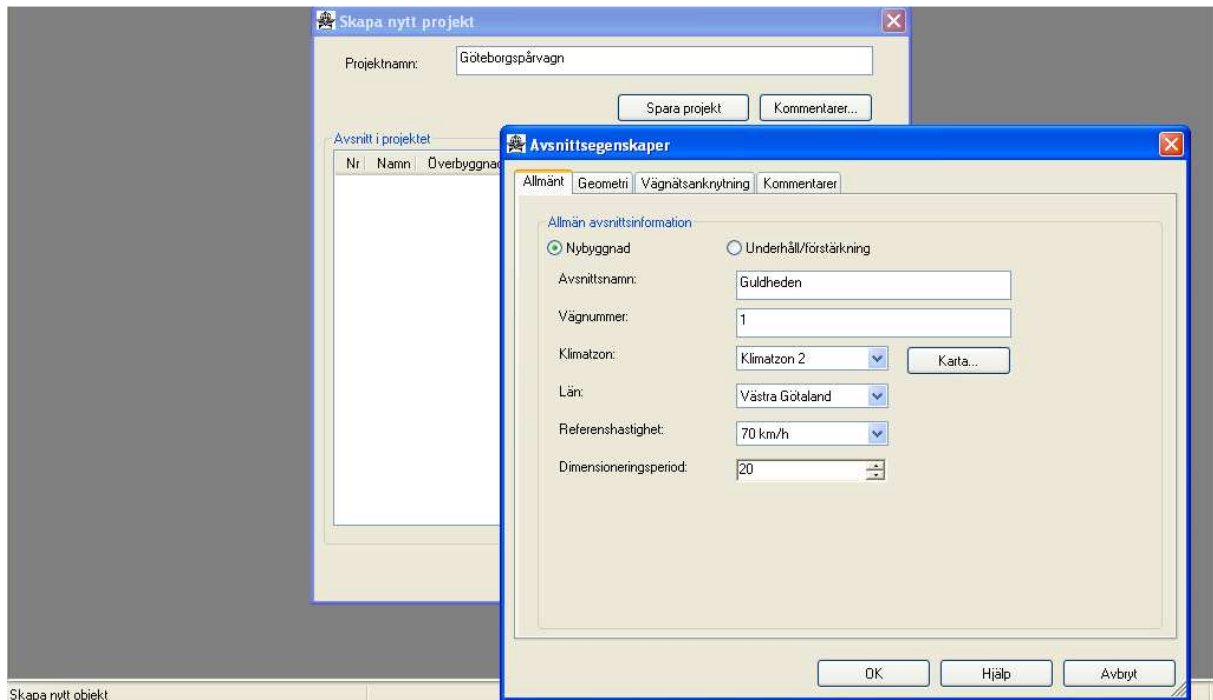 Skapa nytt projekt
Projektnamn: Göteborgspårvagn
Spara projekt Kommentarer...
Avsnitt i projektet
Nr Namn Överbyggnad
Avsnittsegenskaper
Allmänt Geometri Vägnätsanknytning Kommentarer
Allmän avsnittsinformation
Nybyggnad Underhåll/förstärkning
Avsnittsnamn: Guldheden
Vägnummer: 1
Klimatzon: Klimatzon 2 Karta...
Län: Västra Götaland
Referenshastighet: 70 km/h
Dimensioneringsperiod: 20
OK Hjälp Avbryt
Skapa nytt objekt